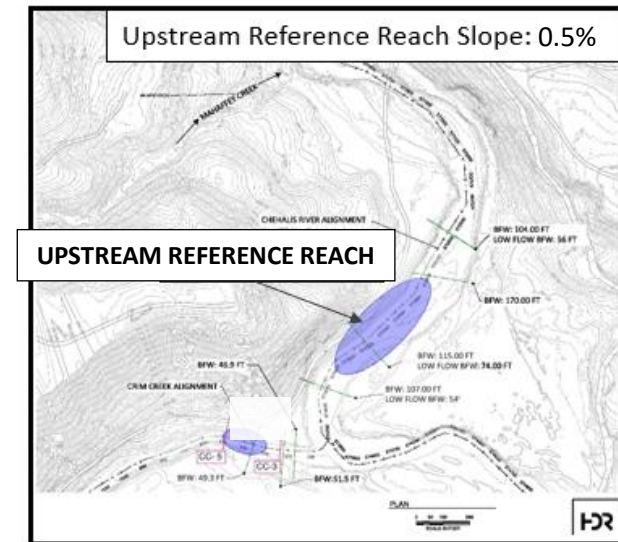 Upstream Reference Reach Slope: 0.5%
MAHAFFEY CREEK
CHEHALIS RIVER ALIGNMENT
BFW: 104.00 FT
LOW FLOW BFW: 56 FT
UPSTREAM REFERENCE REACH
BFW: 170.00 FT
BFW: 46.9 FT
BFW: 115.00 FT
LOW FLOW BFW: 74.00 FT
CRIM CREEK ALIGNMENT
BFW: 107.00 FT
LOW FLOW BFW: 54'
CC- 5
CC-3
BFW: 49.3 FT
BFW: 51.5 FT
PLAN
HDR